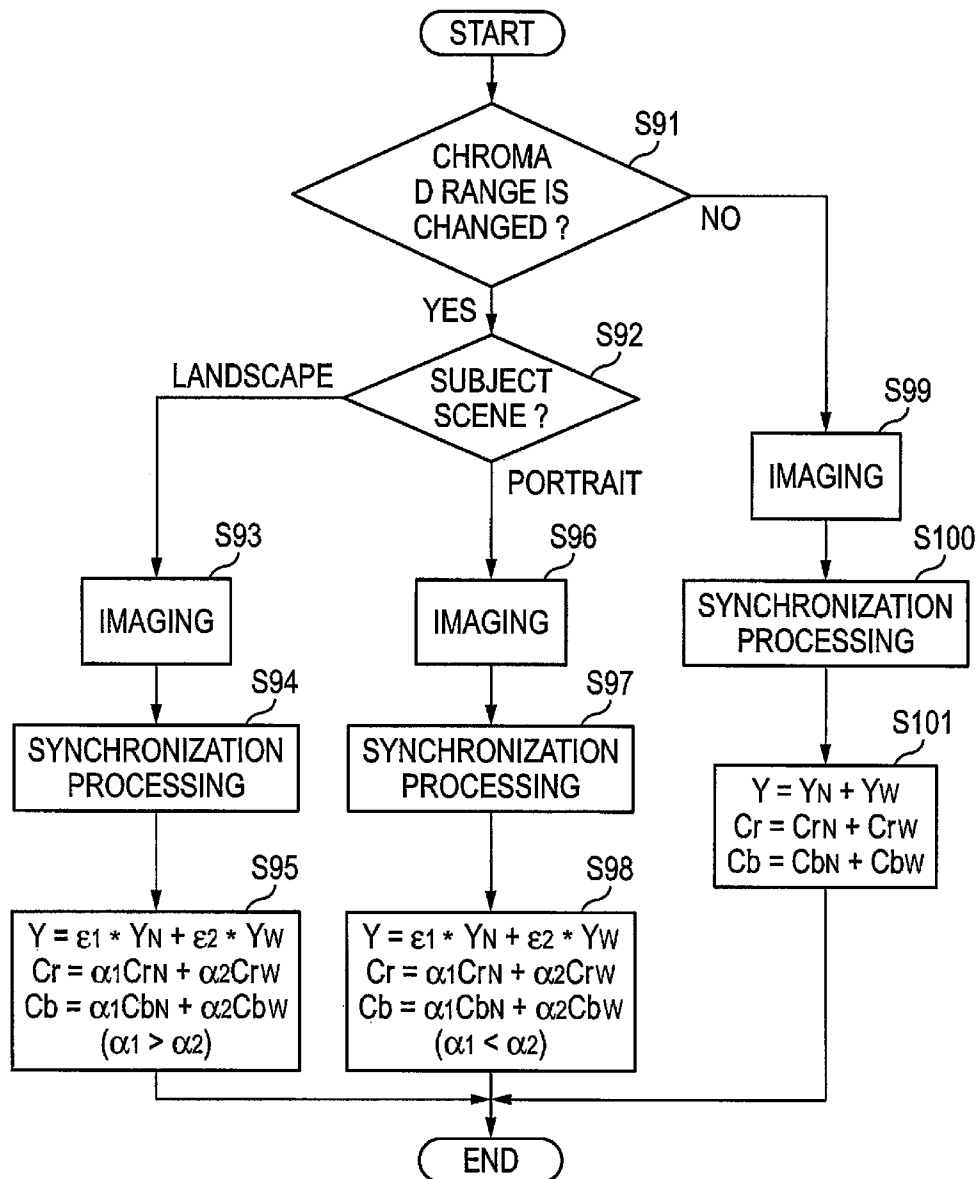 START
S91
CHROMA
D RANGE IS
CHANGED ?
NO
YES
S92
LANDSCAPE
SUBJECT
SCENE ?
PORTRAIT
S99
IMAGING
S93
IMAGING
S96
IMAGING
S100
SYNCHRONIZATION
PROCESSING
S94
SYNCHRONIZATION
PROCESSING
S97
SYNCHRONIZATION
PROCESSING
S101
Y = YN + YW
Cr = CrN + CrW
Cb = CbN + CbW
S95
Y = ε1 * YN + ε2 * YW
Cr = α1CrN + α2CrW
Cb = α1CbN + α2CbW
(α1 > α2)
S98
Y = ε1 * YN + ε2 * YW
Cr = α1CrN + α2CrW
Cb = α1CbN + α2CbW
(α1 < α2)
END